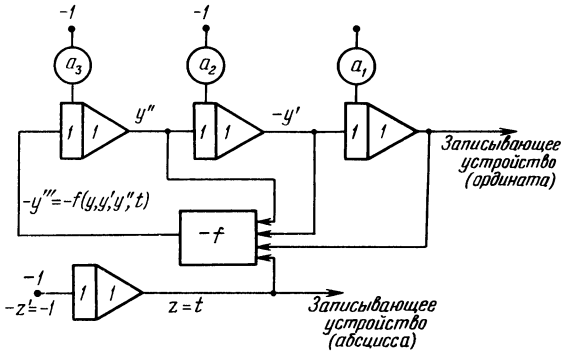 -1
-1
a₃
a₂
a₁
1 1
y″
1 1
-y′
1 1
Записывающее
устройство
(ордината)
-y‴=-f(y,y′,y″,t)
-f
-1
-z′=-1
1 1
z=t
Записывающее
устройство
(абсцисса)